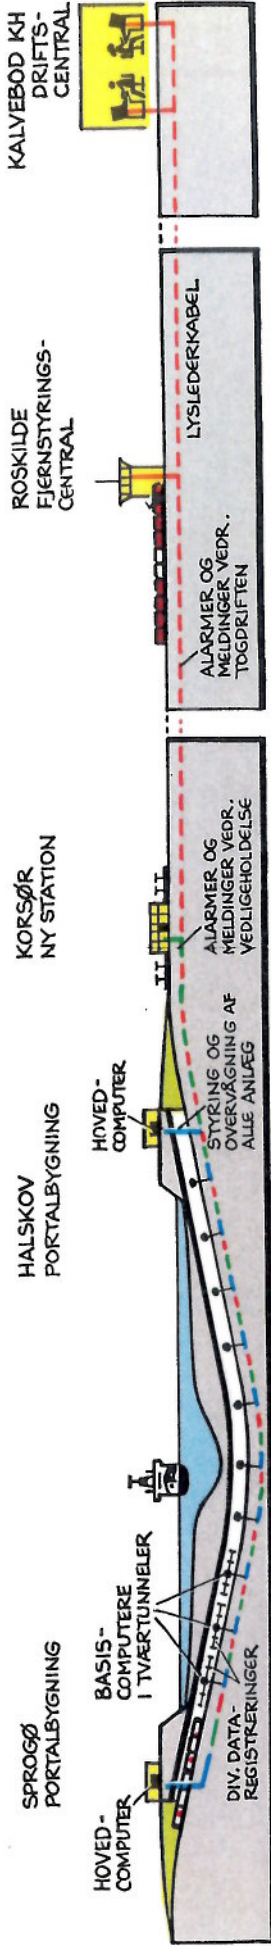 SPROGØ
PORTALBYGNING
HOVED-
COMPUTER
BASIS-
COMPUTERE
I TVÆRTUNNELER
DIV. DATA-
REGISTRERINGER
HALSKOV
PORTALBYGNING
HOVED-
COMPUTER
STYRING OG
OVERVÅGNING AF
ALLE ANLÆG
KORSØR
NY STATION
ALARMER OG
MELDINGER VEDR.
VEDLIGEHOLDELSE
ROSKILDE
FJERNSTYRINGS-
CENTRAL
ALARMER OG
MELDINGER VEDR.
TOGDRIFTEN
LYSLEDERKABEL
KALVEBOD KH
DRIFTS-
CENTRAL